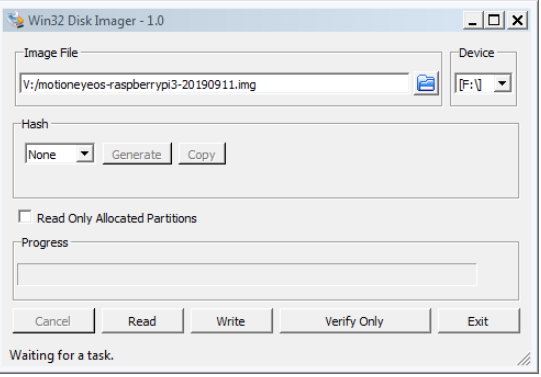 Win32 Disk Imager - 1.0
Image File
Device
V:/motioneyeos-raspberrypi3-20190911.img
[F:\]
Hash
None
Generate
Copy
Read Only Allocated Partitions
Progress
Cancel
Read
Write
Verify Only
Exit
Waiting for a task.